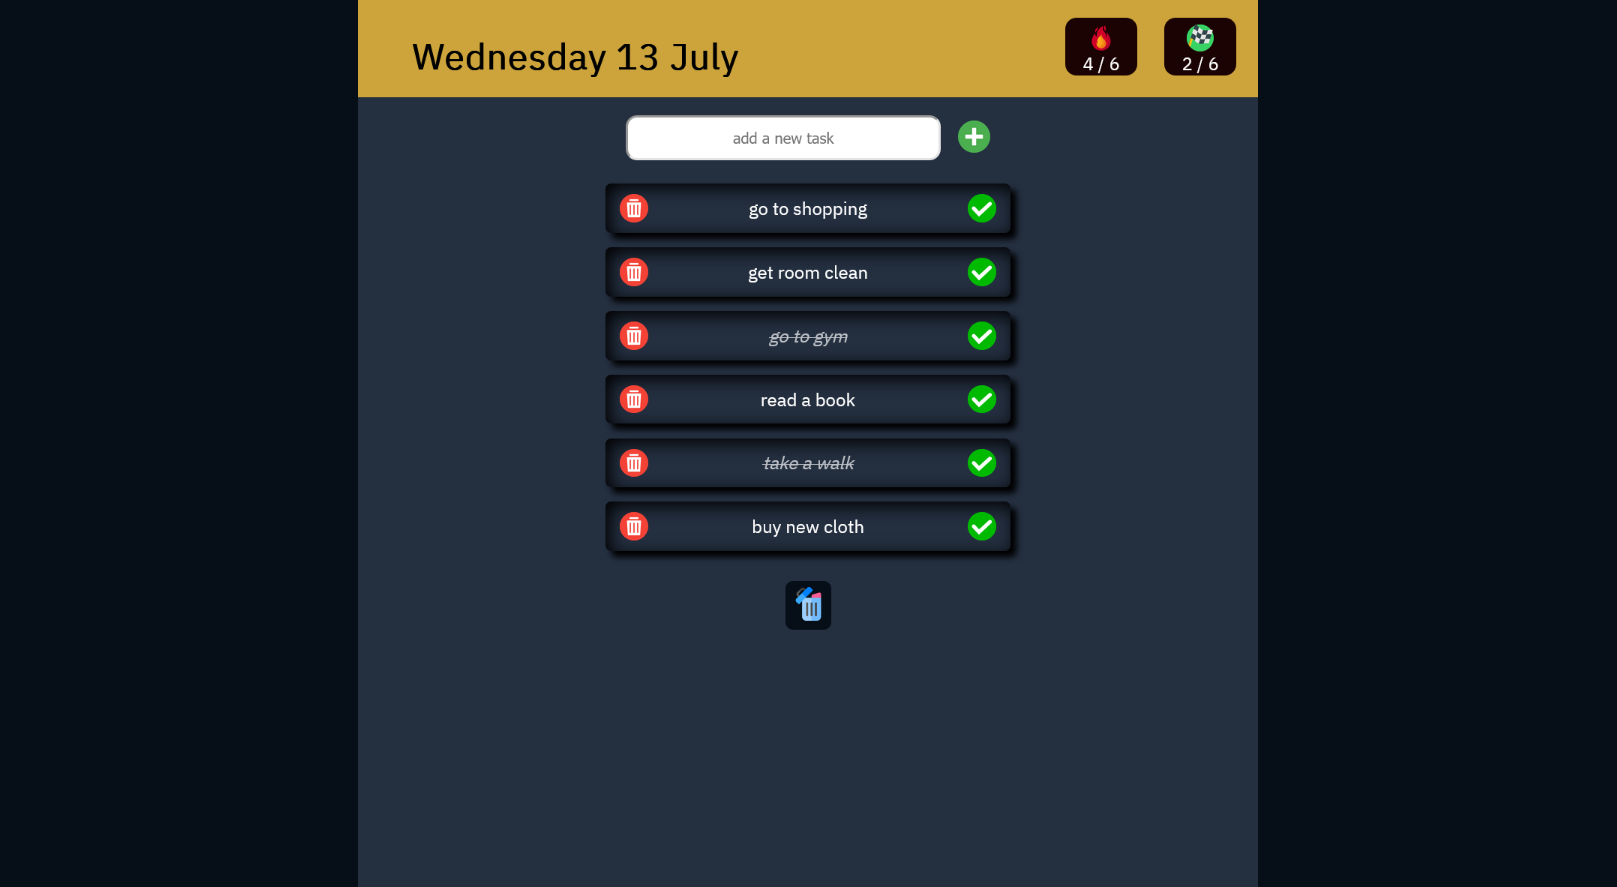 Wednesday 13 July
4 / 6
2 / 6
add a new task
go to shopping
get room clean
go to gym
read a book
take a walk
buy new cloth